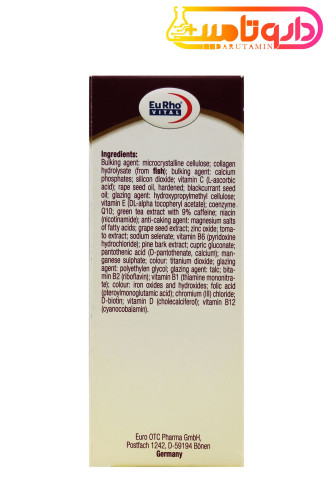 داروتامین
DARUTAMIN
EuRho
VITAL
Ingredients:
Bulking agent: microcrystalline cellulose; collagen
hydrolysate (from fish); bulking agent: calcium
phosphates; silicon dioxide; vitamin C (L-ascorbic
acid); rape seed oil, hardened; blackcurrant seed
oil; glazing agent: hydroxypropylmethyl cellulose;
vitamin E (DL-alpha tocopheryl acetate); coenzyme
Q10; green tea extract with 9% caffeine; niacin
(nicotinamide); anti-caking agent: magnesium salts
of fatty acids; grape seed extract; zinc oxide; toma-
to extract; sodium selenate; vitamin B6 (pyridoxine
hydrochloride); pine bark extract; cupric gluconate;
pantothenic acid (D-pantothenate, calcium); man-
ganese sulphate; colour: titanium dioxide; glazing
agent: polyethylen glycol; glazing agent: talc; vita-
min B2 (riboflavin); vitamin B1 (thiamine mononitra-
te); colour: iron oxides and hydroxides; folic acid
(pteroylmonoglutamic acid); chromium (III) chloride;
D-biotin; vitamin D (cholecalciferol); vitamin B12
(cyanocobalamin).
Euro OTC Pharma GmbH,
Postfach 1242, D-59194 Bönen
Germany